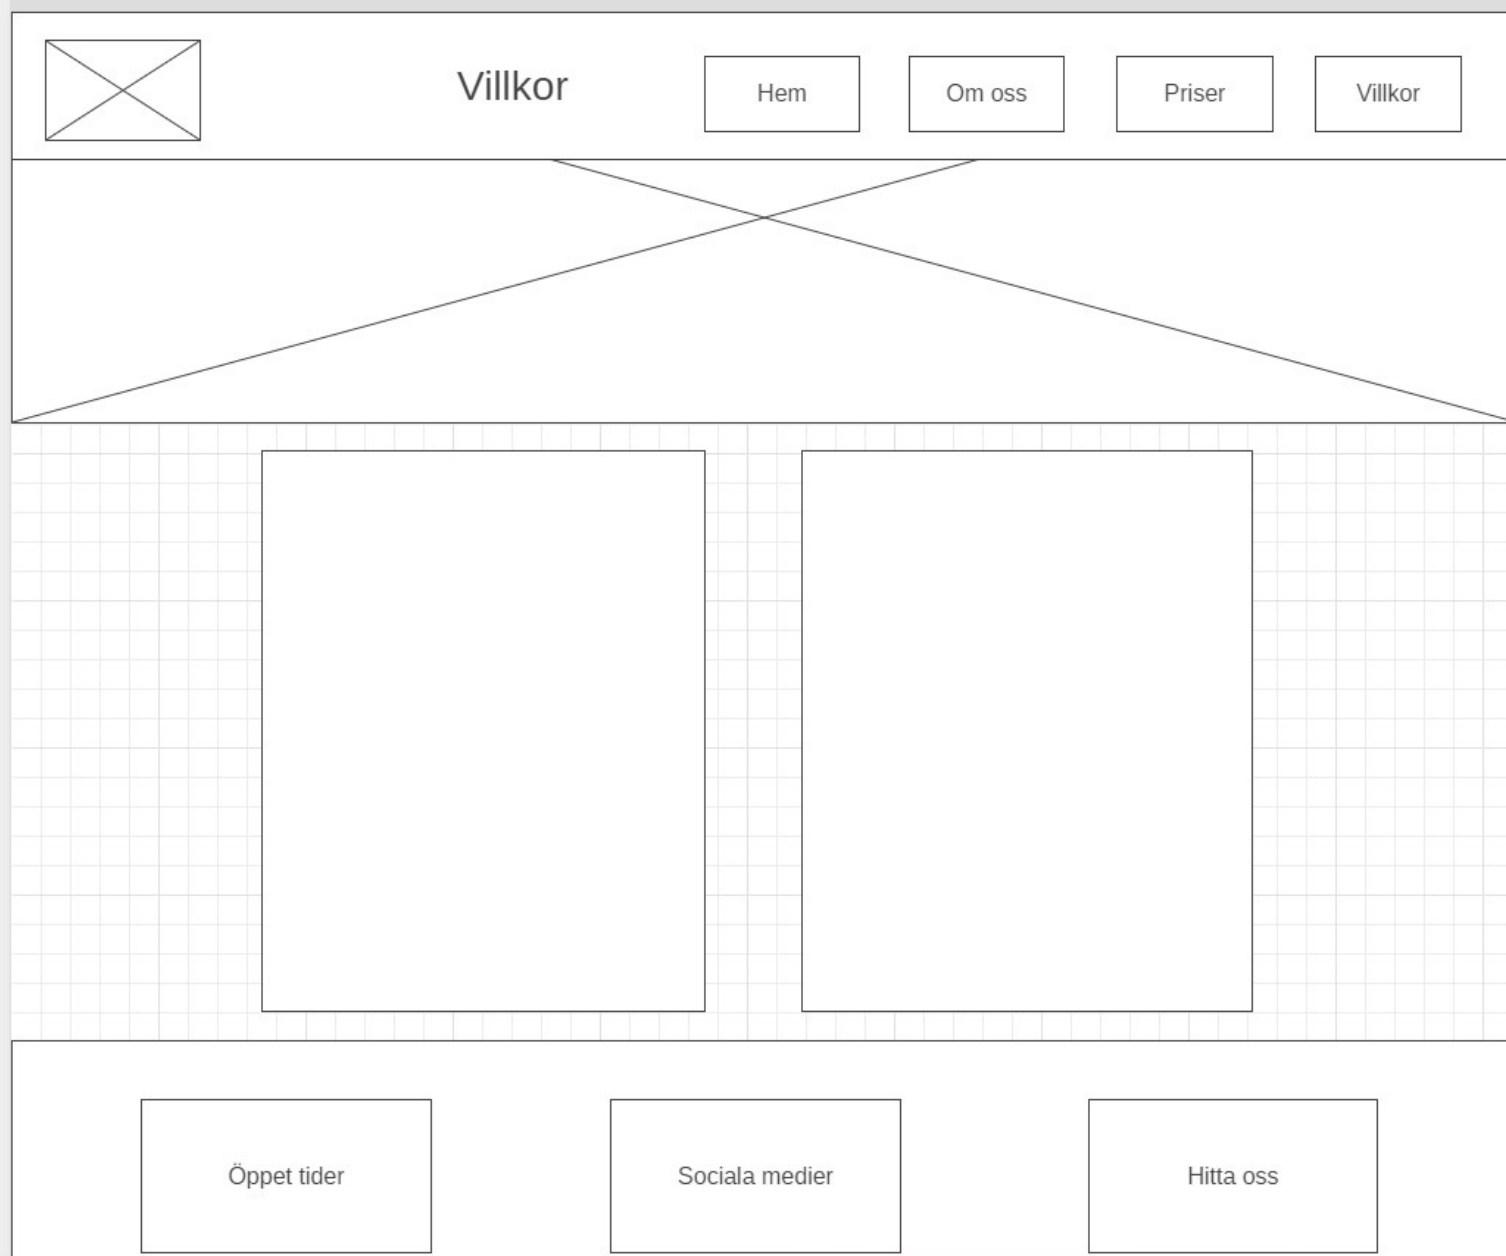 Villkor
Hem
Om oss
Priser
Villkor
Öppet tider
Sociala medier
Hitta oss